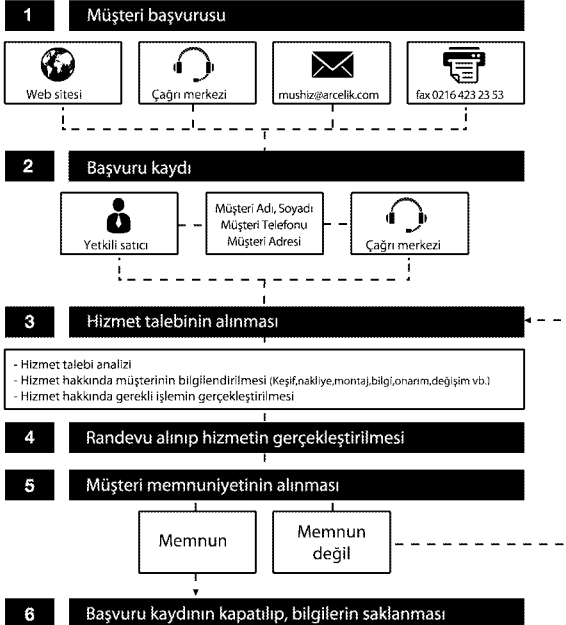 1 Müşteri başvurusu
Web sitesi
Çağrı merkezi
mushiz@arcelik.com
fax 0216 423 23 53
2 Başvuru kaydı
Yetkili satıcı
Müşteri Adı, Soyadı
Müşteri Telefonu
Müşteri Adresi
Çağrı merkezi
3 Hizmet talebinin alınması
- Hizmet talebi analizi
- Hizmet hakkında müşterinin bilgilendirilmesi (Keşif,nakliye,montaj,bilgi,onarım,değişim vb.)
- Hizmet hakkında gerekli işlemin gerçekleştirilmesi
4 Randevu alınıp hizmetin gerçekleştirilmesi
5 Müşteri memnuniyetinin alınması
Memnun
Memnun
değil
6 Başvuru kaydının kapatılıp, bilgilerin saklanması